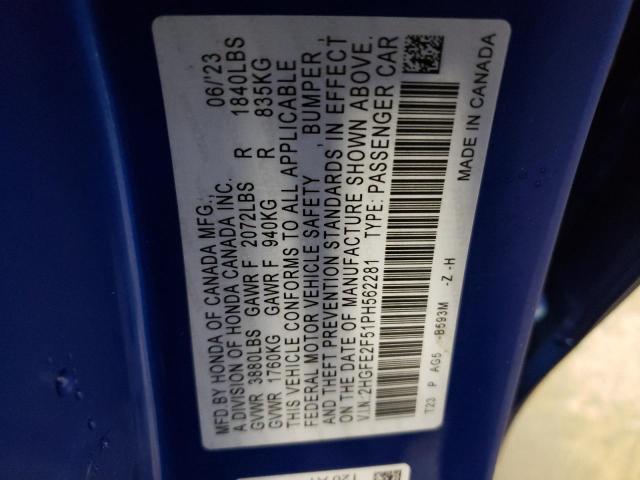 MFD.BY HONDA OF CANADA MFG., 06/'23
A DIVISION OF HONDA CANADA INC.
GVWR 3880LBS GAWR F 2072LBS R 1840LBS
GVWR 1760KG GAWR F 940KG R 835KG
THIS VEHICLE CONFORMS TO ALL APPLICABLE
FEDERAL MOTOR VEHICLE SAFETY , BUMPER ,
AND THEFT PREVENTION STANDARDS, IN EFFECT
ON THE DATE OF MANUFACTURE SHOWN ABOVE.
V.I.N.:2HGFE2F51PH562281 TYPE: PASSENGER CAR
T23 P AG5 -B593M -Z -H
MADE IN CANADA